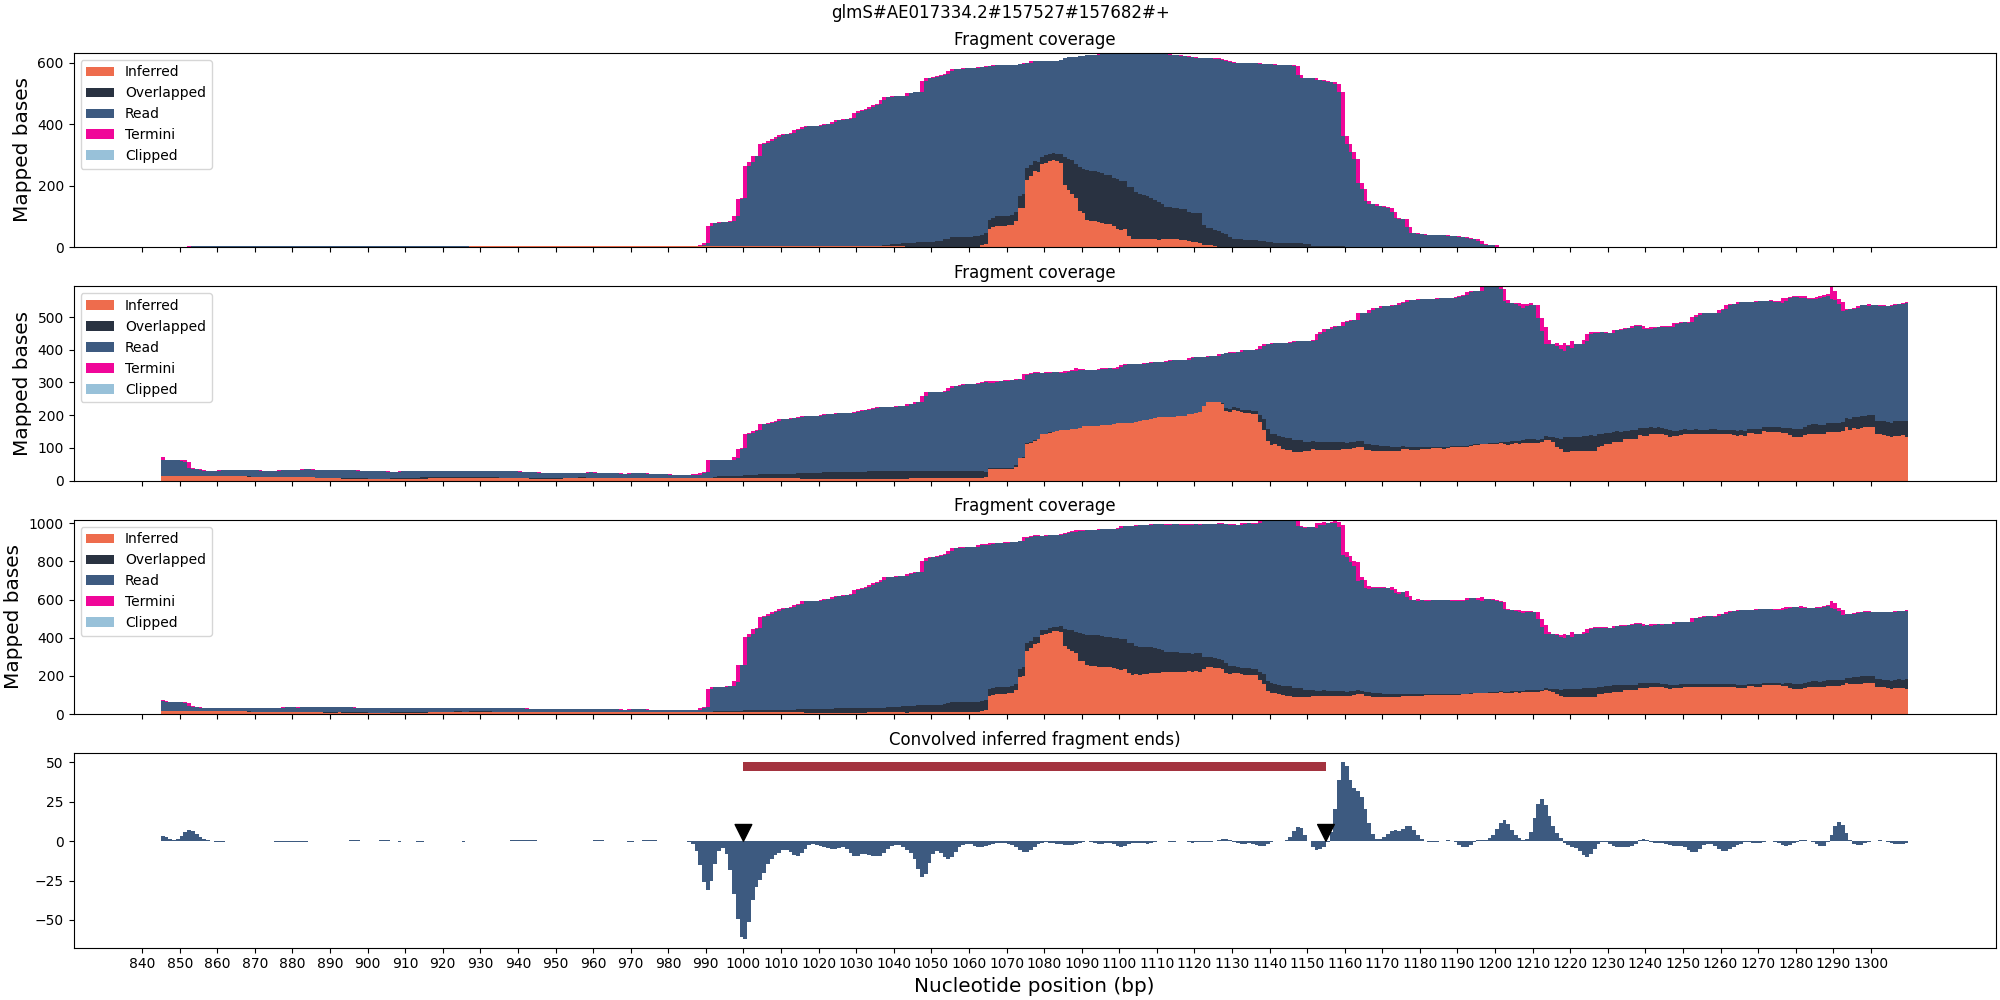 glmS#AE017334.2#157527#157682#+
Fragment coverage
Mapped bases
600
400
200
0
Inferred
Overlapped
Read
Termini
Clipped
Fragment coverage
Mapped bases
500
400
300
200
100
0
Inferred
Overlapped
Read
Termini
Clipped
Fragment coverage
Mapped bases
1000
800
600
400
200
0
Inferred
Overlapped
Read
Termini
Clipped
Convolved inferred fragment ends)
50
25
0
−25
−50
840 850 860 870 880 890 900 910 920 930 940 950 960 970 980 990 1000 1010 1020 1030 1040 1050 1060 1070 1080 1090 1100 1110 1120 1130 1140 1150 1160 1170 1180 1190 1200 1210 1220 1230 1240 1250 1260 1270 1280 1290 1300
Nucleotide position (bp)